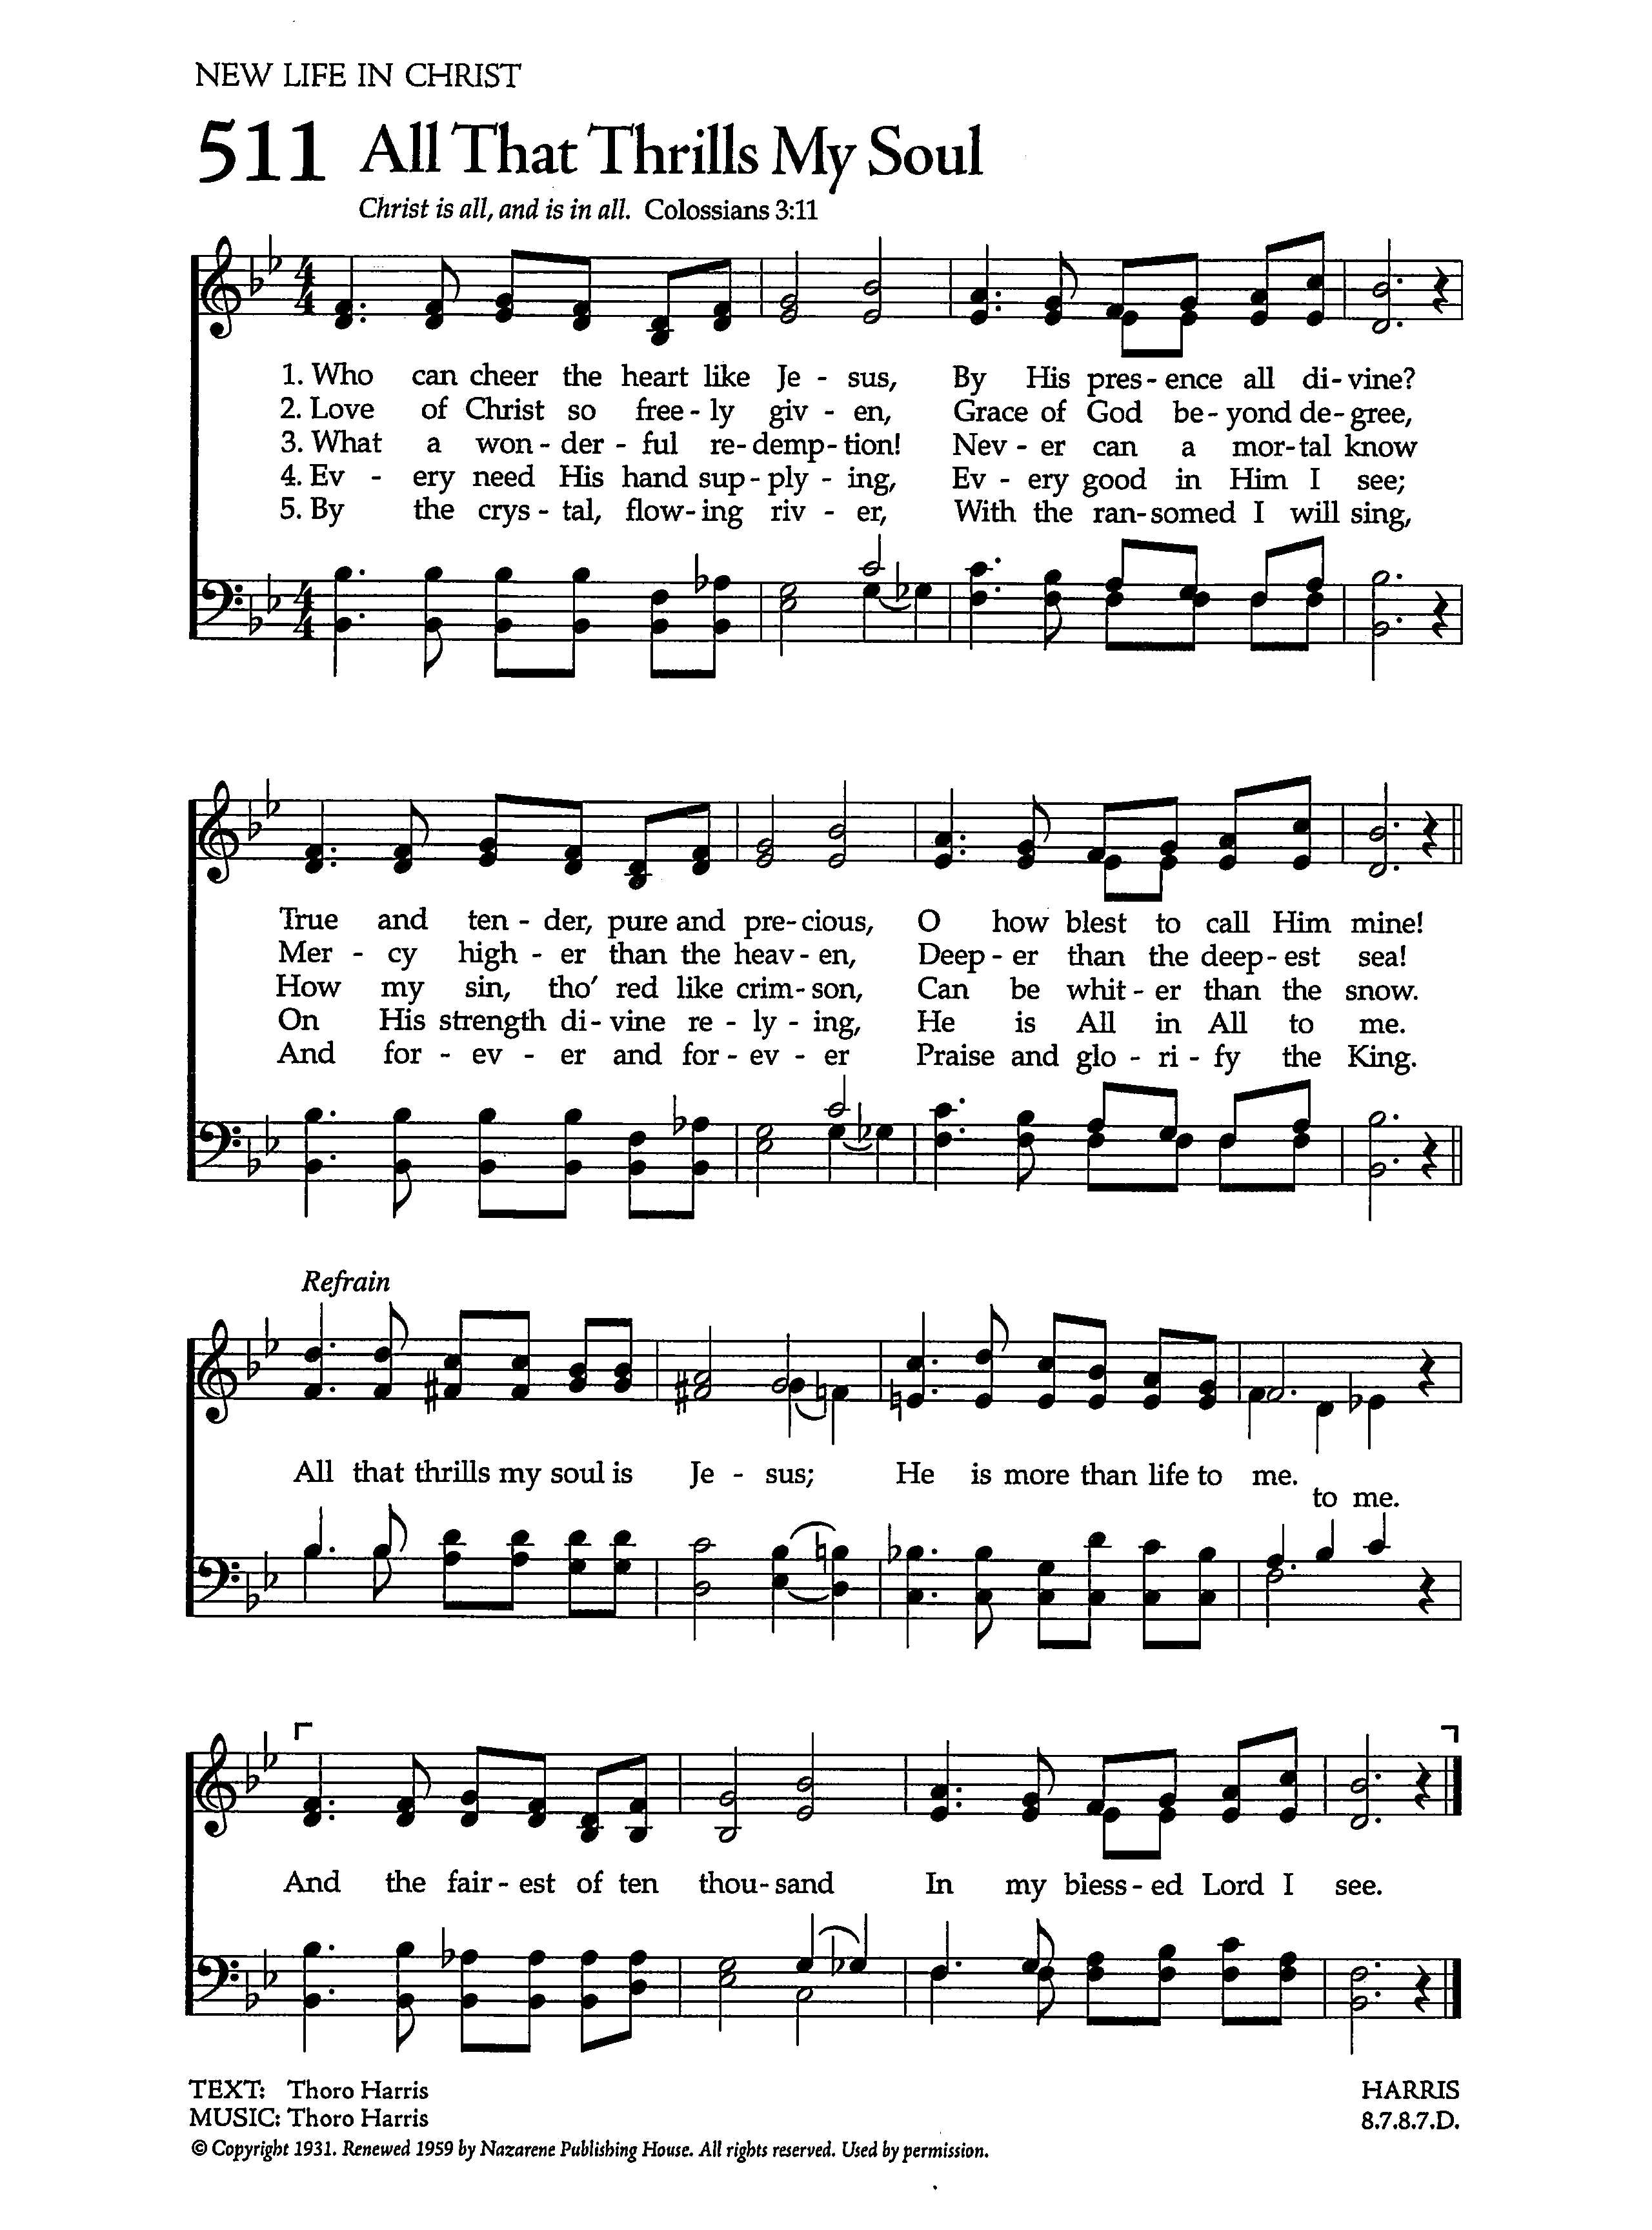 NEW LIFE IN CHRIST
511 All That Thrills My Soul
Christ is all, and is in all. Colossians 3:11
1. Who can cheer the heart like Je - sus, By His pres - ence all di - vine?
2. Love of Christ so free - ly giv - en, Grace of God be - yond de - gree,
3. What a won - der - ful re - demp - tion! Nev - er can a mor - tal know
4. Ev - ery need His hand sup - ply - ing, Ev - ery good in Him I see;
5. By the crys - tal, flow - ing riv - er, With the ran - somed I will sing,
True and ten - der, pure and pre - cious, O how blest to call Him mine!
Mer - cy high - er than the heav - en, Deep - er than the deep - est sea!
How my sin, tho' red like crim - son, Can be whit - er than the snow.
On His strength di - vine re - ly - ing, He is All in All to me.
And for - ev - er and for - ev - er Praise and glo - ri - fy the King.
Refrain
All that thrills my soul is Je - sus; He is more than life to me.
to me.
And the fair - est of ten thou - sand In my bless - ed Lord I see.
TEXT: Thoro Harris HARRIS
MUSIC: Thoro Harris 8.7.8.7.D.
© Copyright 1931. Renewed 1959 by Nazarene Publishing House. All rights reserved. Used by permission.